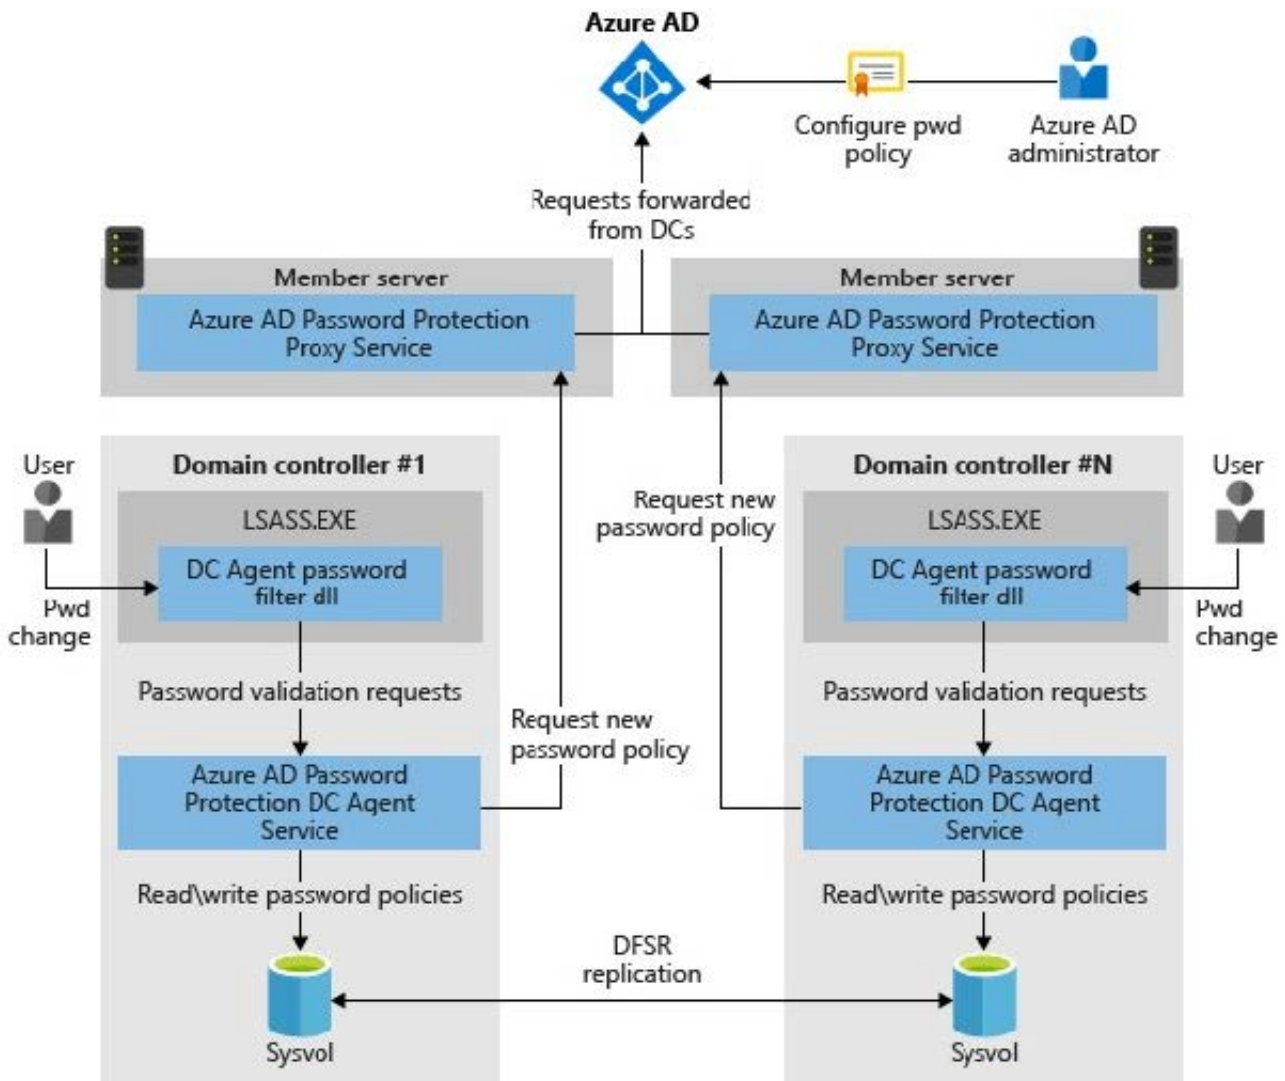 Azure AD
Configure pwd
policy
Azure AD
administrator
Requests forwarded
from DCs
Member server
Azure AD Password Protection
Proxy Service
Member server
Azure AD Password Protection
Proxy Service
User
Domain controller #1
LSASS.EXE
DC Agent password
filter dll
Pwd
change
Password validation requests
Azure AD Password
Protection DC Agent
Service
Read\write password policies
Sysvol
Request new
password policy
DFSR
replication
Request new
password policy
Domain controller #N
LSASS.EXE
DC Agent password
filter dll
User
Pwd
change
Password validation requests
Azure AD Password
Protection DC Agent
Service
Read\write password policies
Sysvol